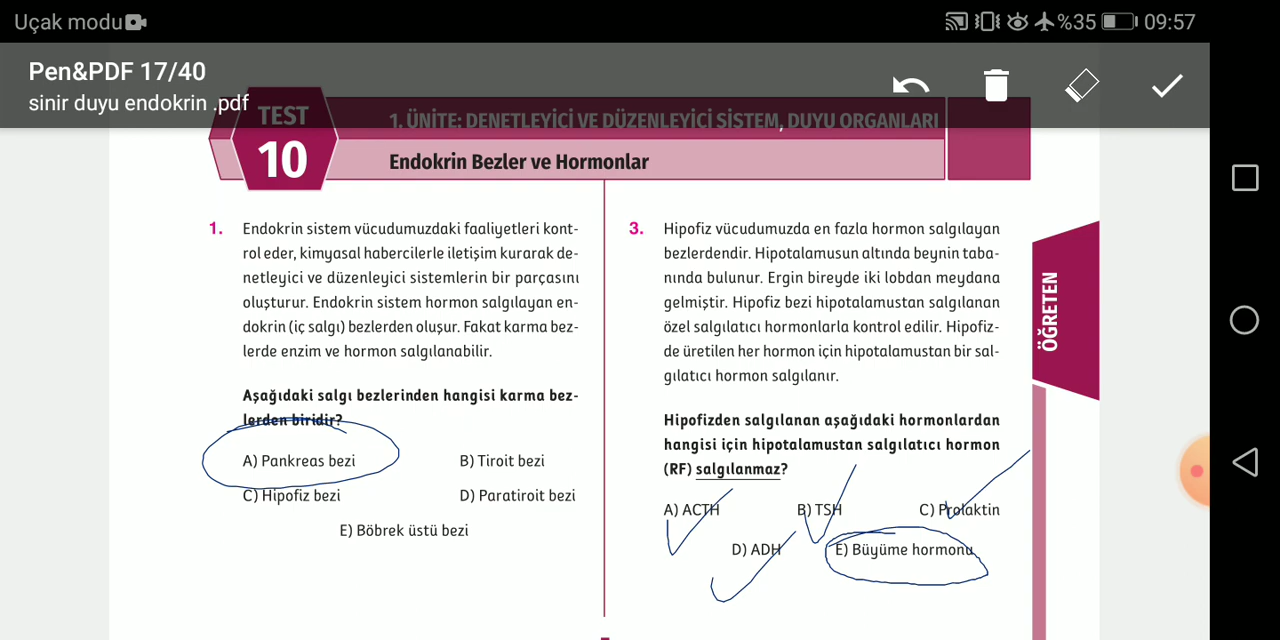 Uçak modu
%35 09:57
Pen&PDF 17/40
sinir duyu endokrin .pdf
TEST
10
1. ÜNİTE: DENETLEYİCİ VE DÜZENLEYİCİ SİSTEM, DUYU ORGANLARI
Endokrin Bezler ve Hormonlar
1. Endokrin sistem vücudumuzdaki faaliyetleri kont-
rol eder, kimyasal habercilerle iletişim kurarak de-
netleyici ve düzenleyici sistemlerin bir parçasını
oluşturur. Endokrin sistem hormon salgılayan en-
dokrin (iç salgı) bezlerden oluşur. Fakat karma bez-
lerde enzim ve hormon salgılanabilir.
Aşağıdaki salgı bezlerinden hangisi karma bez-
lerden biridir?
A) Pankreas bezi B) Tiroit bezi
C) Hipofiz bezi D) Paratiroit bezi
E) Böbrek üstü bezi
3. Hipofiz vücudumuzda en fazla hormon salgılayan
bezlerdendir. Hipotalamusun altında beynin taba-
nında bulunur. Ergin bireyde iki lobdan meydana
gelmiştir. Hipofiz bezi hipotalamustan salgılanan
özel salgılatıcı hormonlarla kontrol edilir. Hipofiz-
de üretilen her hormon için hipotalamustan bir sal-
gılatıcı hormon salgılanır.
Hipofizden salgılanan aşağıdaki hormonlardan
hangisi için hipotalamustan salgılatıcı hormon
(RF) salgılanmaz?
A) ACTH B) TSH C) Prolaktin
D) ADH E) Büyüme hormonu
ÖĞRETEN